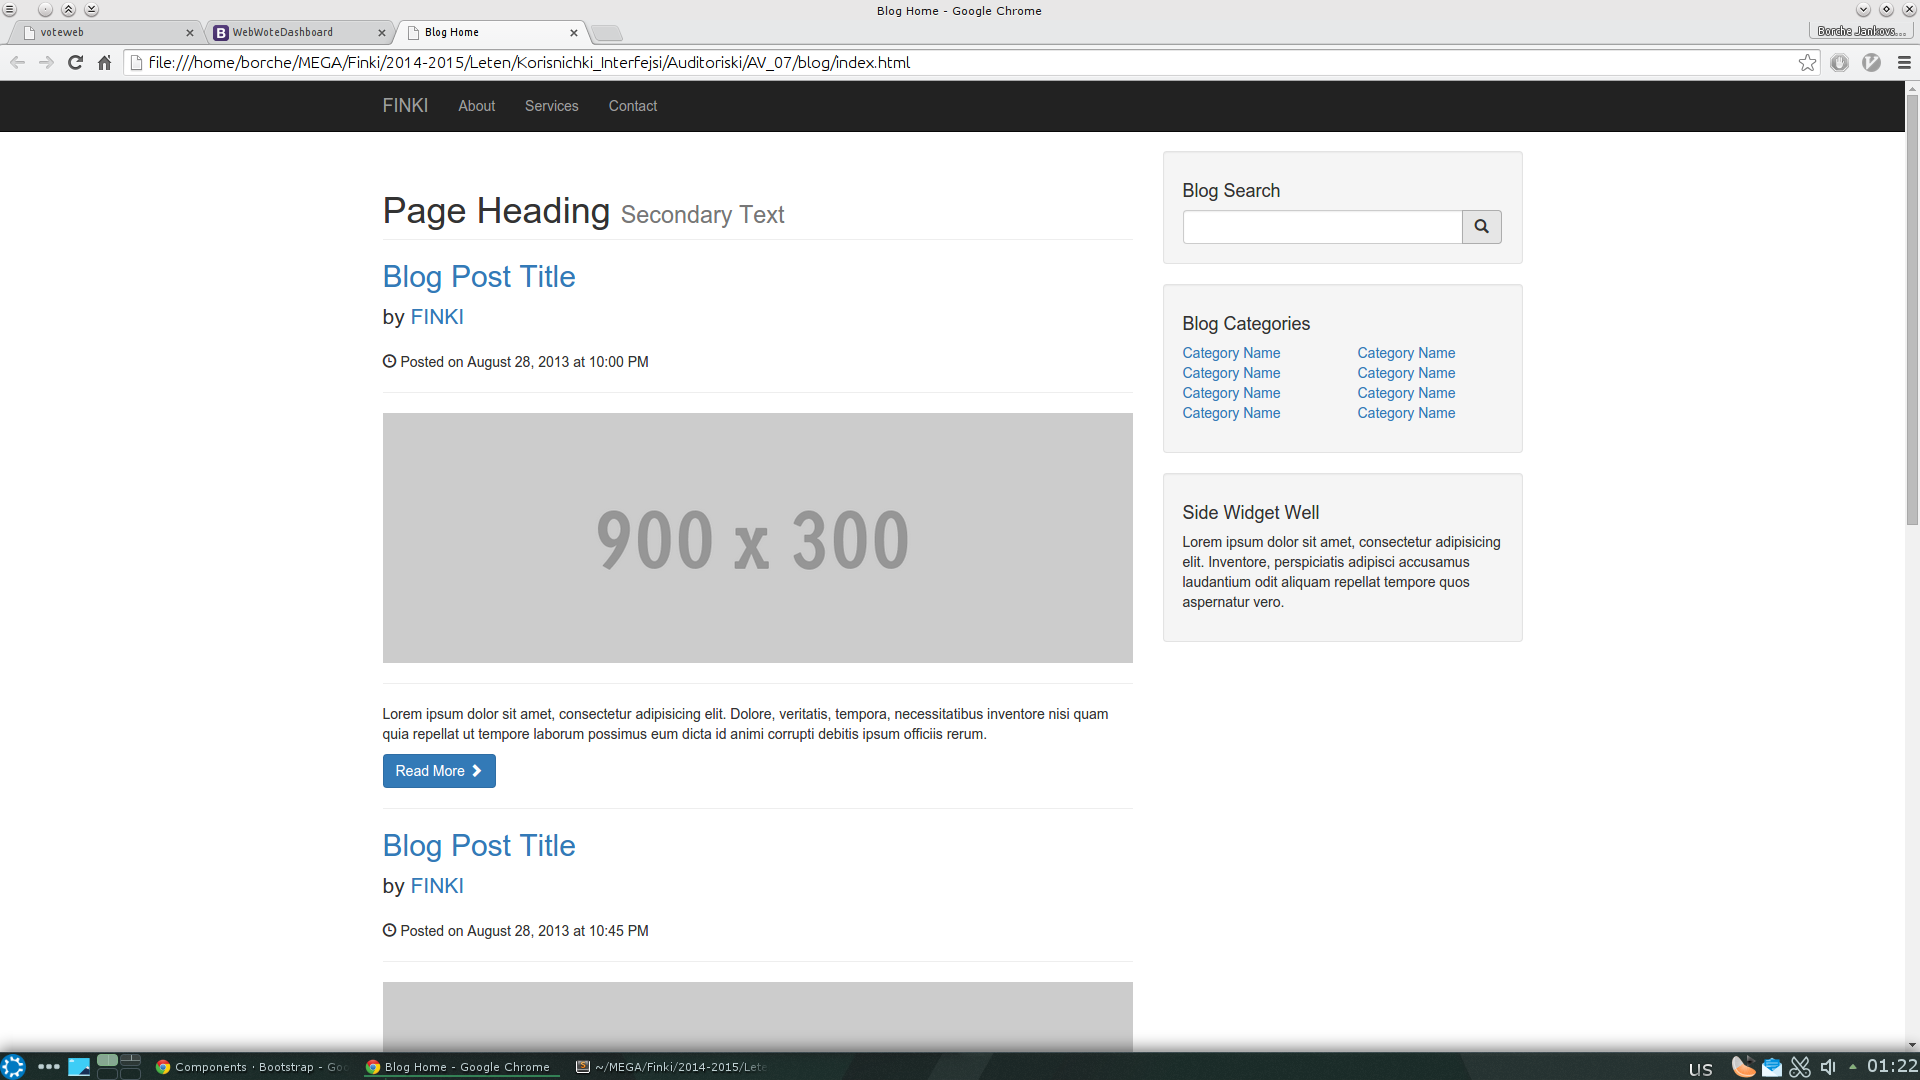 Blog Home - Google Chrome
voteweb
WebWoteDashboard
Blog Home
Borche Jankovs...
file:///home/borche/MEGA/Finki/2014-2015/Leten/Korisnichki_Interfejsi/Auditoriski/AV_07/blog/index.html
FINKI About Services Contact
Page Heading Secondary Text
Blog Post Title
by FINKI
Posted on August 28, 2013 at 10:00 PM
900 x 300
Lorem ipsum dolor sit amet, consectetur adipisicing elit. Dolore, veritatis, tempora, necessitatibus inventore nisi quam
quia repellat ut tempore laborum possimus eum dicta id animi corrupti debitis ipsum officiis rerum.
Read More
Blog Post Title
by FINKI
Posted on August 28, 2013 at 10:45 PM
Blog Search
Blog Categories
Category Name Category Name
Category Name Category Name
Category Name Category Name
Category Name Category Name
Side Widget Well
Lorem ipsum dolor sit amet, consectetur adipisicing
elit. Inventore, perspiciatis adipisci accusamus
laudantium odit aliquam repellat tempore quos
aspernatur vero.
Components · Bootstrap - Goo
Blog Home - Google Chrome
~/MEGA/Finki/2014-2015/Lete
us
01:22